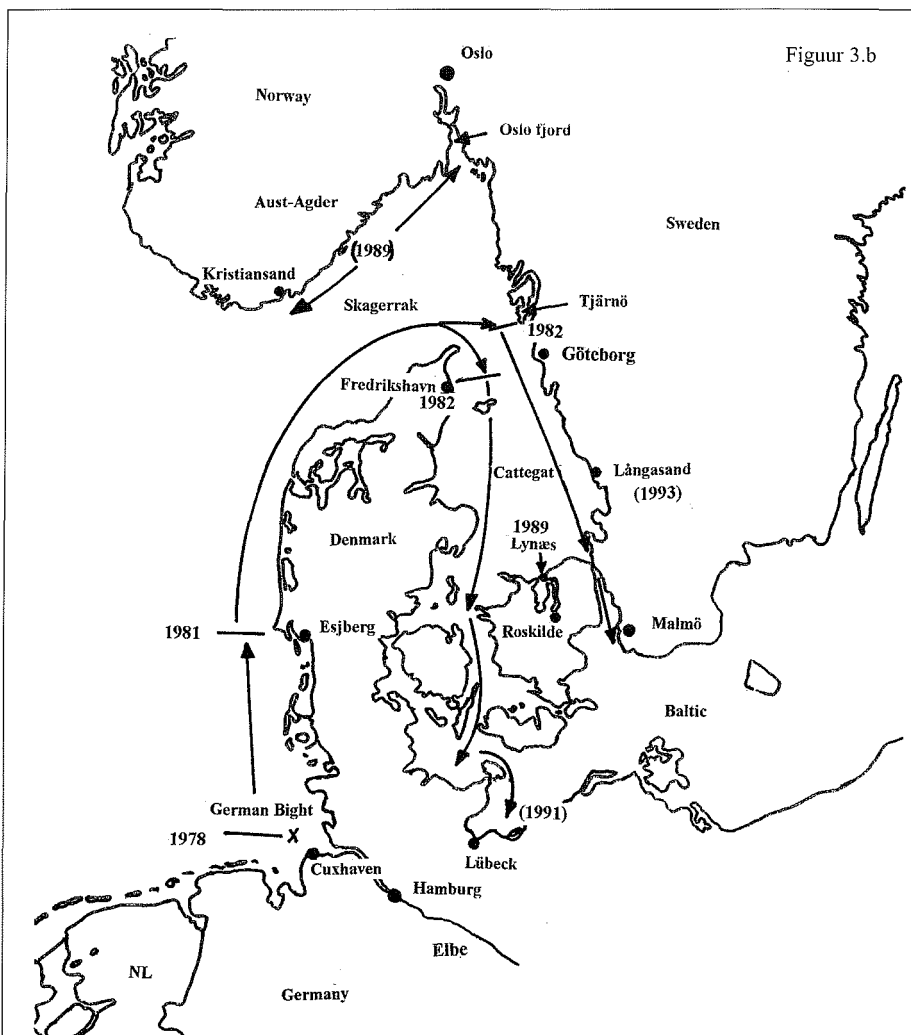 Figuur 3.b
Oslo
Norway
Oslo fjord
Aust-Agder
Sweden
(1989)
Kristiansand
Skagerrak
Tjärnö
1982
Göteborg
Fredrikshavn
1982
Cattegat
Långasand
(1993)
1989
Lynæs
Denmark
Roskilde
Malmö
1981
Esjberg
Baltic
German Bight
1978
X
(1991)
Cuxhaven
Lübeck
Hamburg
Elbe
NL
Germany